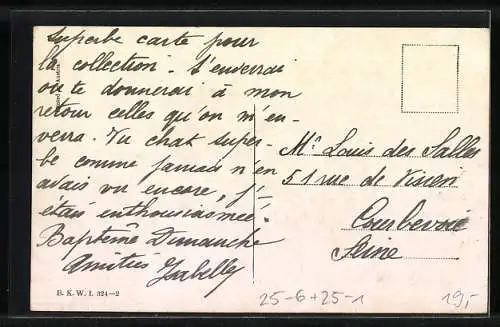 Superbe carte pour
la collection. T'enverrai
ou te donnerai à mon
retour celles qu'on m'en-
verra. Vu chat super-
be comme jamais n'en
avais vu encore, j'é-
tais enthousiasmée.
Baptême Dimanche
Amitiés Isabelle
Mr Louis des Salles
51 rue de
Courbevoie
Seine
B. K. W. I. 324-2
25-6+25-1
19,-